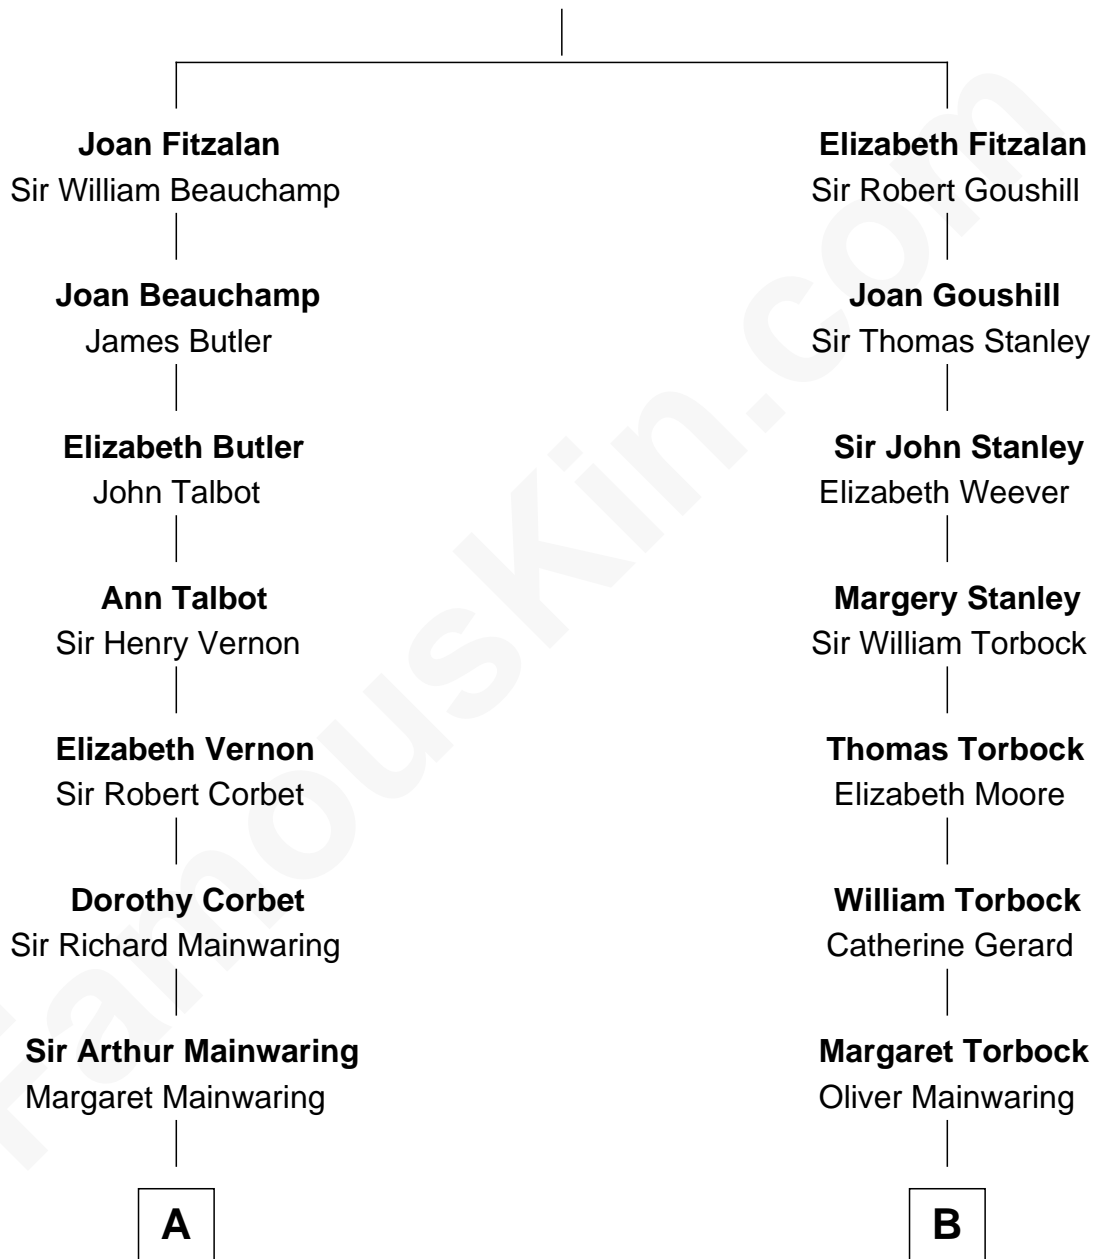 Joan Fitzalan
Sir William Beauchamp
Elizabeth Fitzalan
Sir Robert Goushill
Joan Beauchamp
James Butler
Joan Goushill
Sir Thomas Stanley
Elizabeth Butler
John Talbot
Sir John Stanley
Elizabeth Weever
Ann Talbot
Sir Henry Vernon
Margery Stanley
Sir William Torbock
Elizabeth Vernon
Sir Robert Corbet
Thomas Torbock
Elizabeth Moore
Dorothy Corbet
Sir Richard Mainwaring
William Torbock
Catherine Gerard
Sir Arthur Mainwaring
Margaret Mainwaring
Margaret Torbock
Oliver Mainwaring
A
B
FamousKin.com